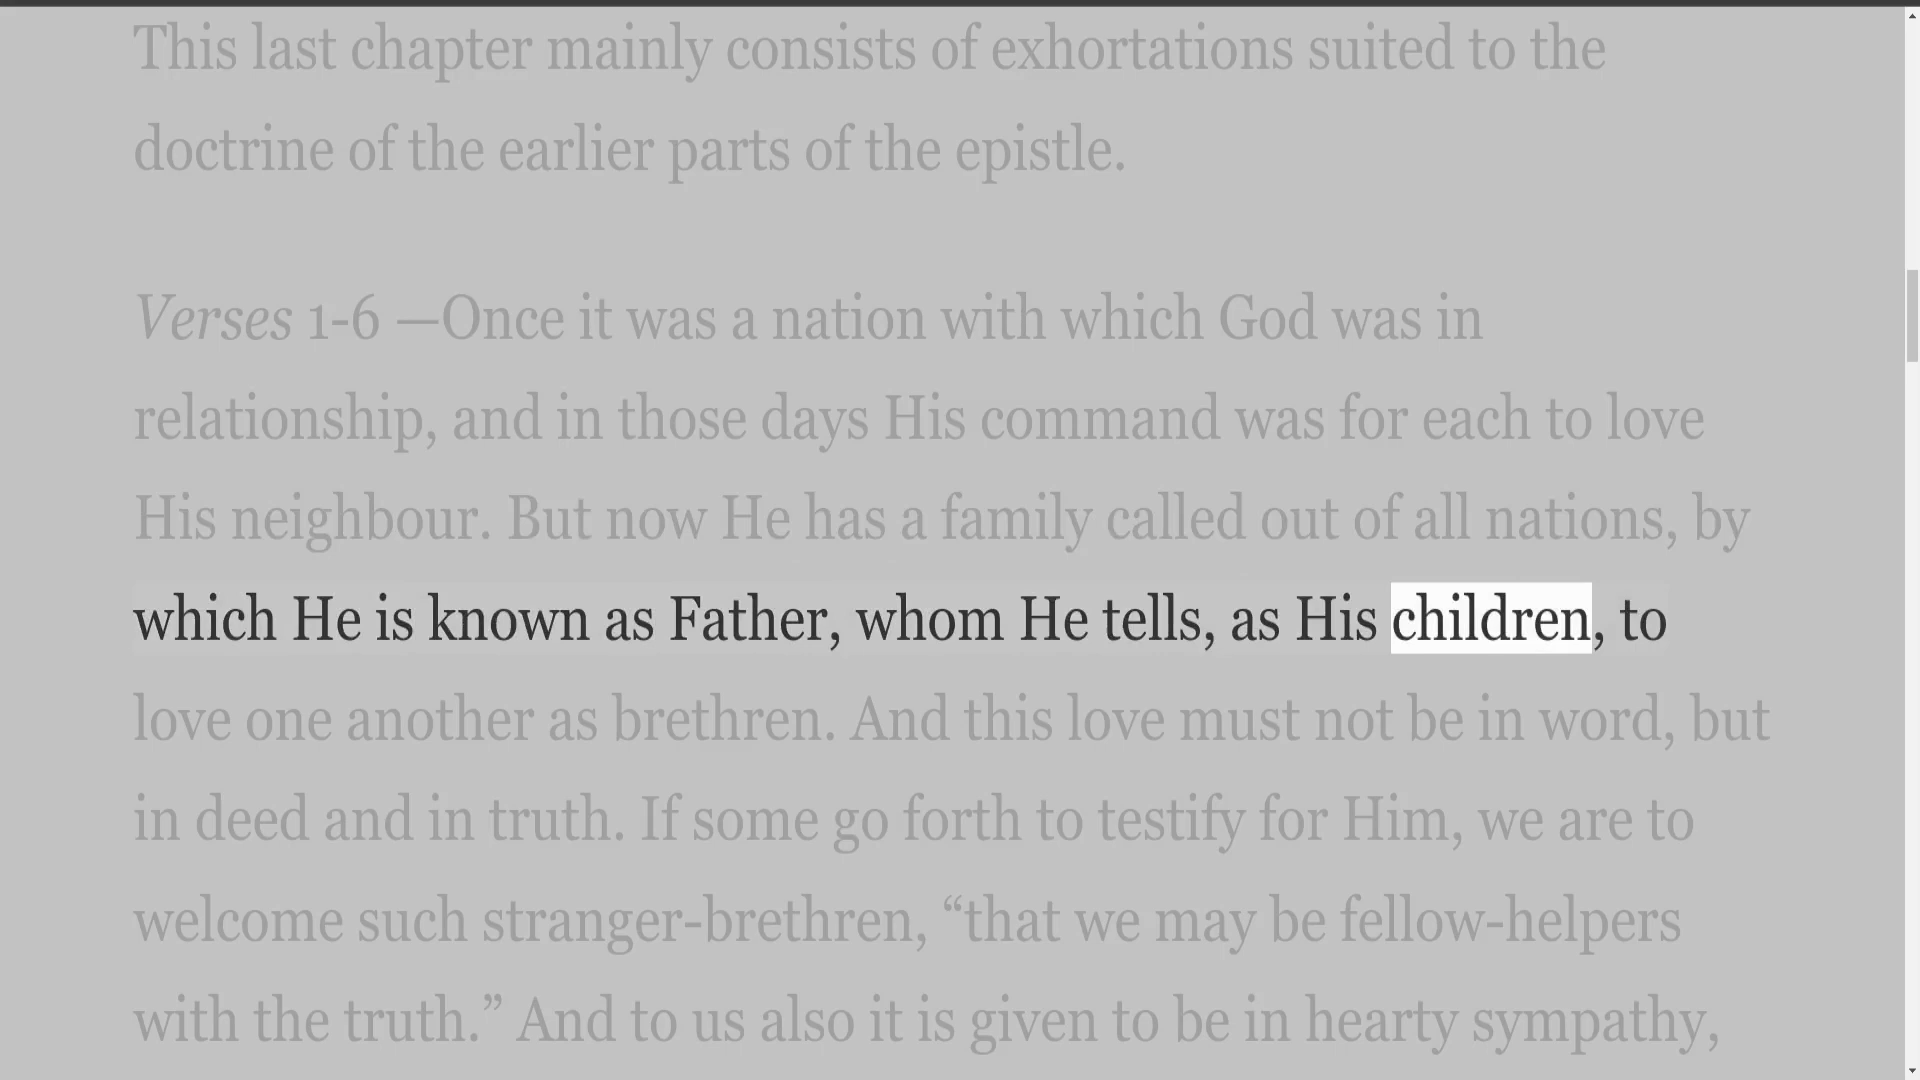 This last chapter mainly consists of exhortations suited to the
doctrine of the earlier parts of the epistle.
Verses 1-6 —Once it was a nation with which God was in
relationship, and in those days His command was for each to love
His neighbour. But now He has a family called out of all nations, by
which He is known as Father, whom He tells, as His children, to
love one another as brethren. And this love must not be in word, but
in deed and in truth. If some go forth to testify for Him, we are to
welcome such stranger-brethren, “that we may be fellow-helpers
with the truth.” And to us also it is given to be in hearty sympathy,